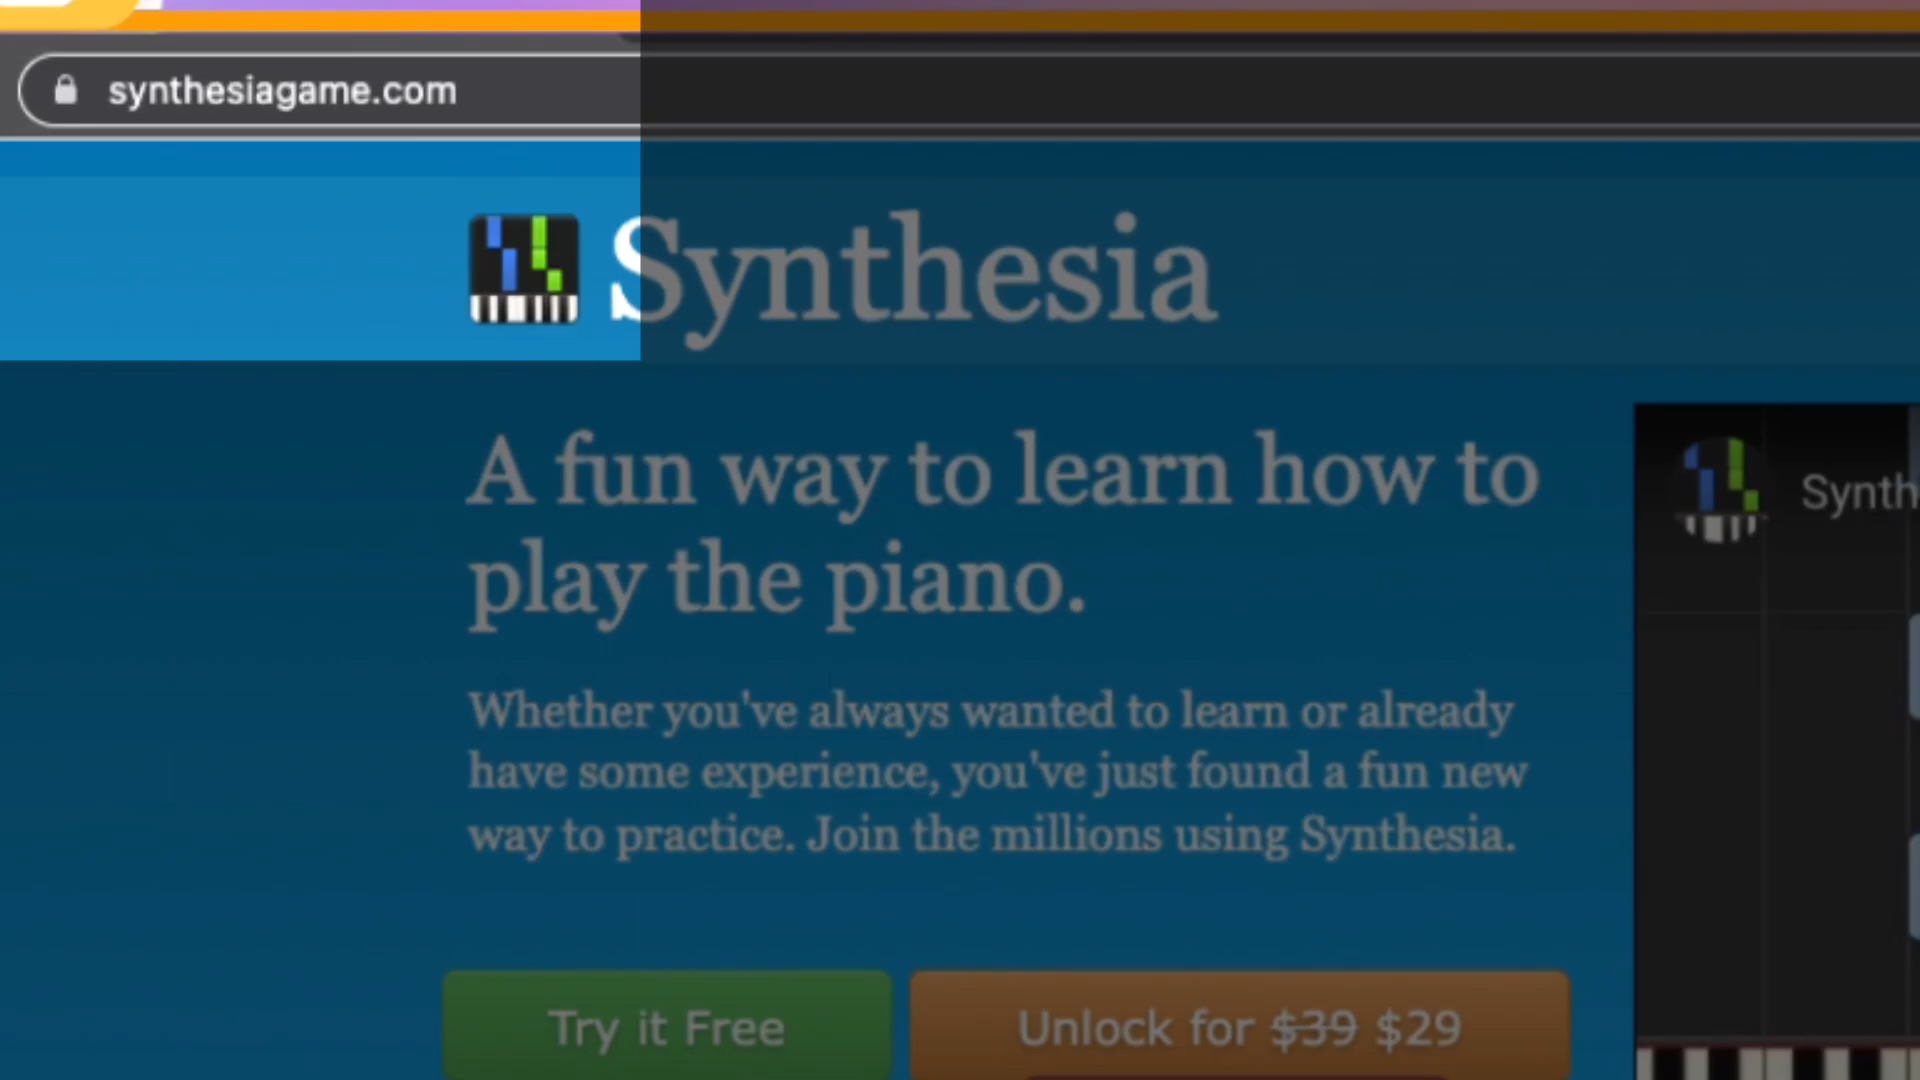 synthesiagame.com
Synthesia
A fun way to learn how to
play the piano.
Synth
Whether you've always wanted to learn or already
have some experience, you've just found a fun new
way to practice. Join the millions using Synthesia.
Try it Free
Unlock for $39 $29